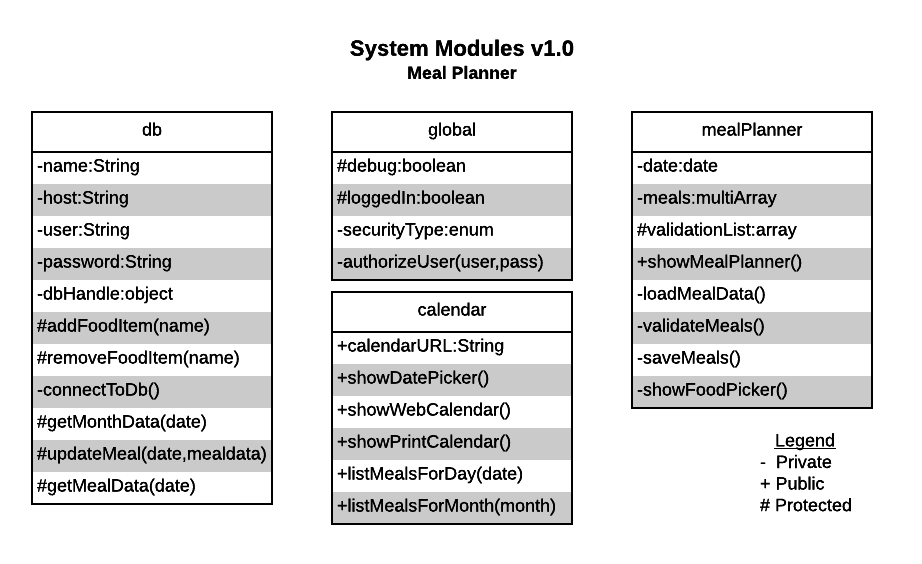 System Modules v1.0
Meal Planner
db
-name:String
-host:String
-user:String
-password:String
-dbHandle:object
#addFoodItem(name)
#removeFoodItem(name)
-connectToDb()
#getMonthData(date)
#updateMeal(date,mealdata)
#getMealData(date)
global
#debug:boolean
#loggedIn:boolean
-securityType:enum
-authorizeUser(user,pass)
calendar
+calendarURL:String
+showDatePicker()
+showWebCalendar()
+showPrintCalendar()
+listMealsForDay(date)
+listMealsForMonth(month)
mealPlanner
-date:date
-meals:multiArray
#validationList:array
+showMealPlanner()
-loadMealData()
-validateMeals()
-saveMeals()
-showFoodPicker()
Legend
- Private
+ Public
# Protected